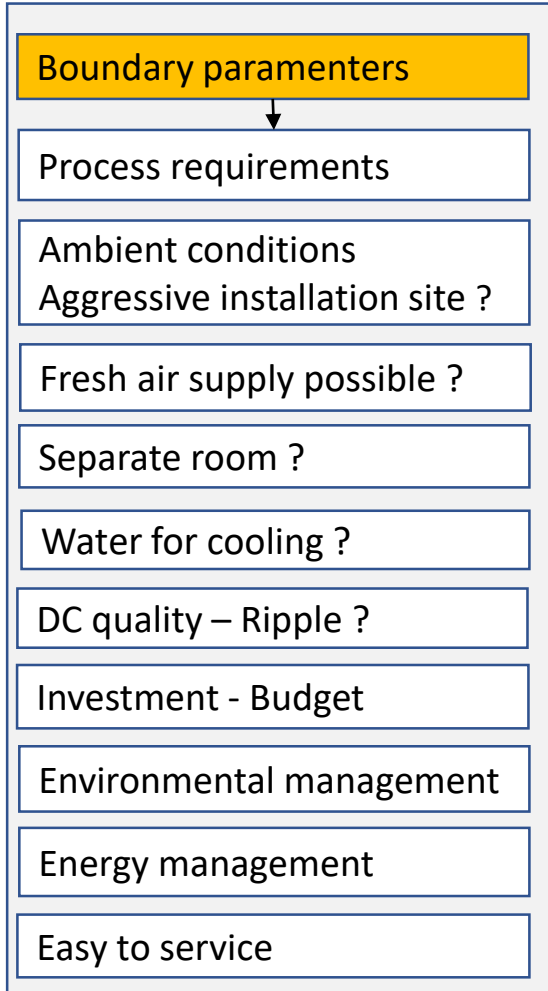 Boundary paramenters
Process requirements
Ambient conditions
Aggressive installation site ?
Fresh air supply possible ?
Separate room ?
Water for cooling ?
DC quality – Ripple ?
Investment - Budget
Environmental management
Energy management
Easy to service